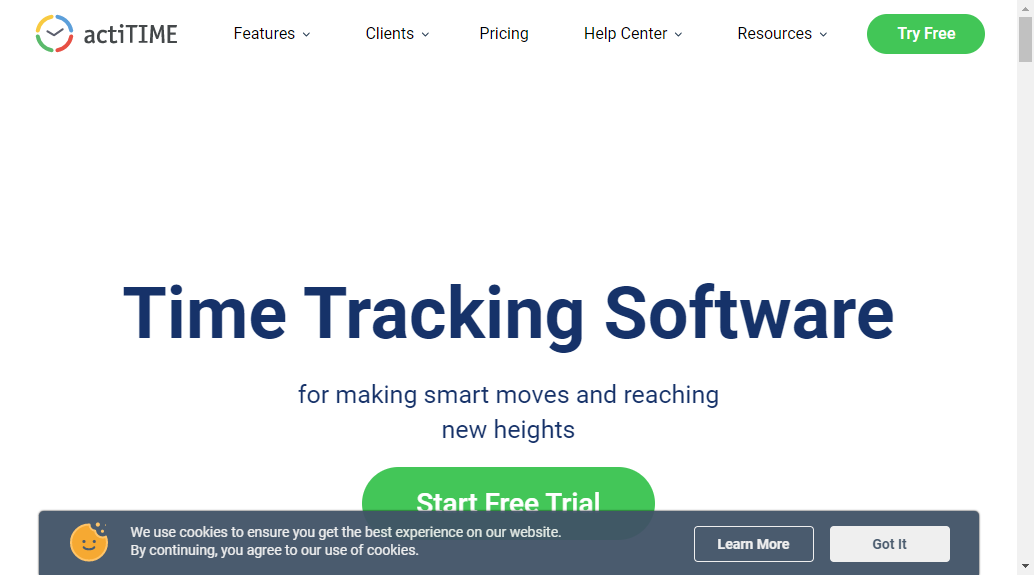 actiTIME
Features
Clients
Pricing
Help Center
Resources
Try Free
Time Tracking Software
for making smart moves and reaching
new heights
Start Free Trial
We use cookies to ensure you get the best experience on our website.
By continuing, you agree to our use of cookies.
Learn More
Got It